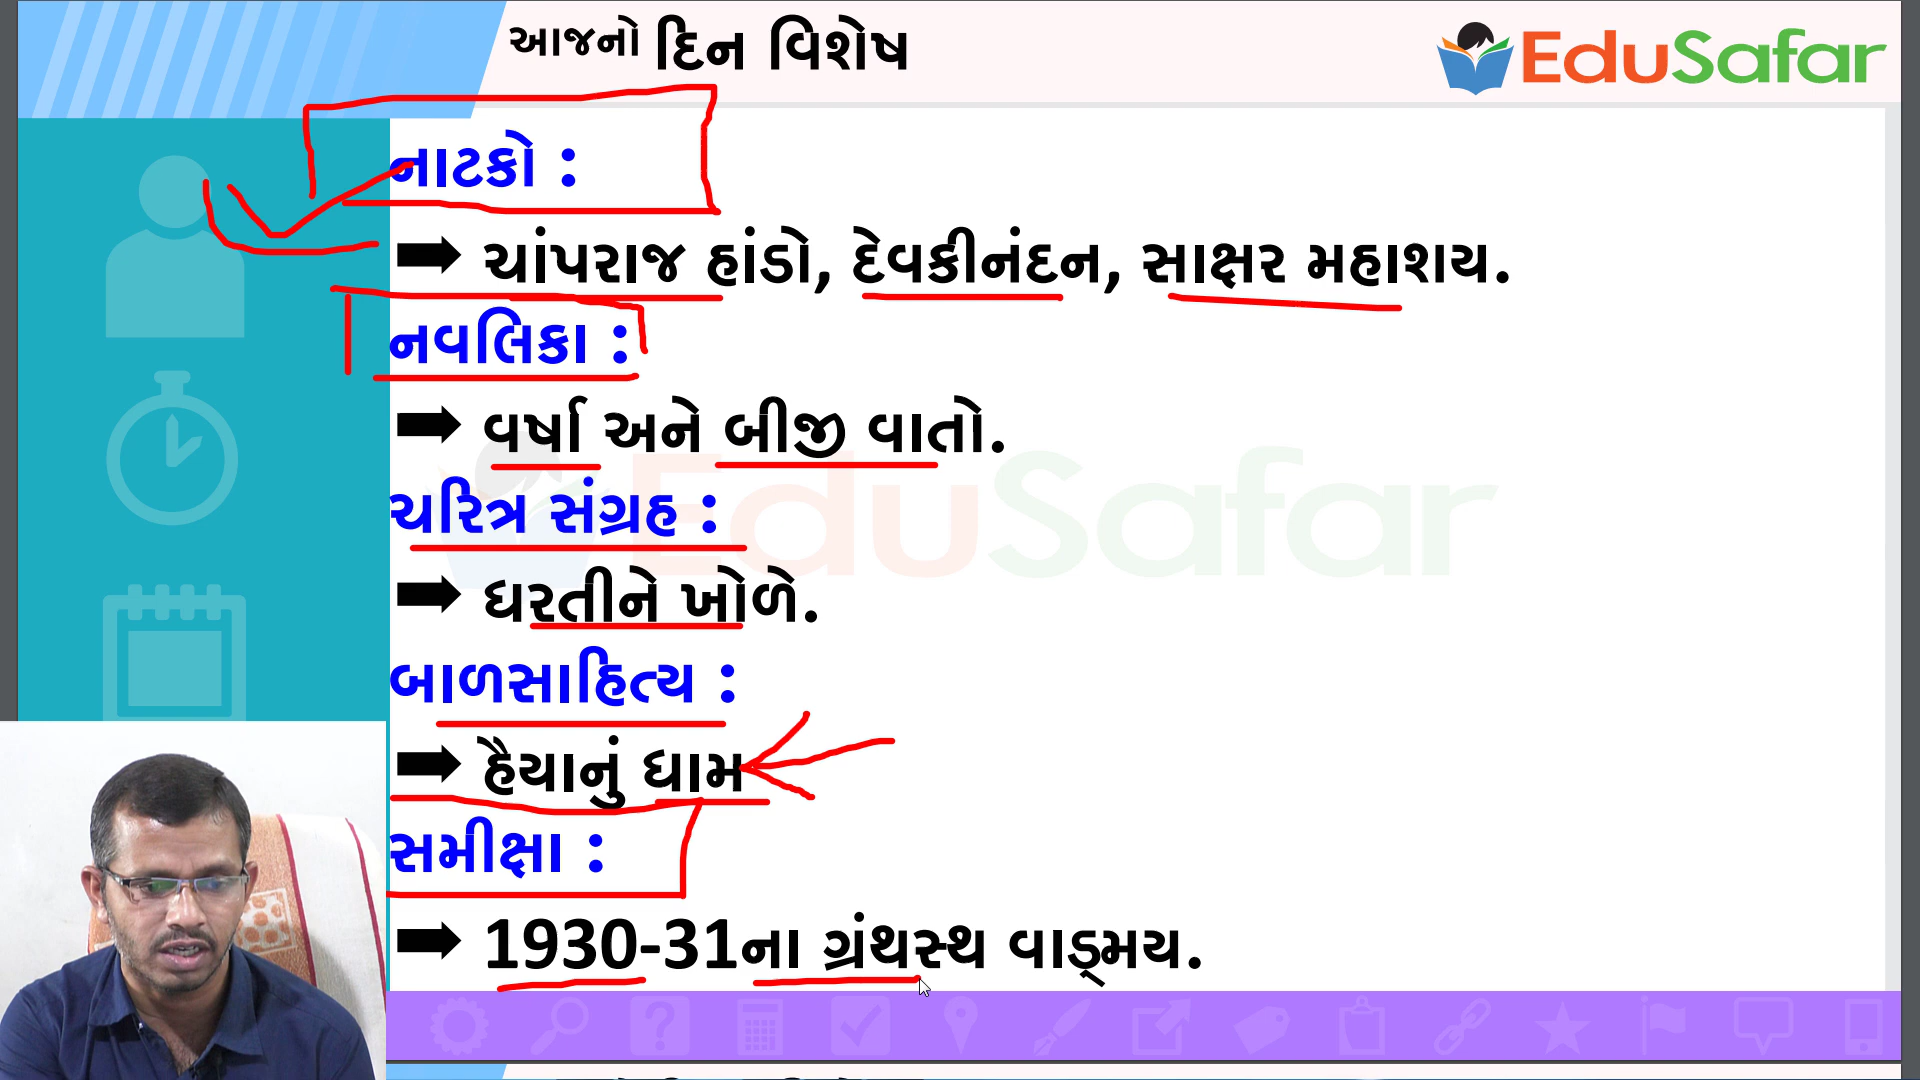 આજનો દિન વિશેષ
EduSafar
નાટકો :
➡ ચાંપરાજ હાંડો, દેવકીનંદન, સાક્ષર મહાશય.
નવલિકા :
➡ વર્ષા અને બીજી વાતો.
ચરિત્ર સંગ્રહ :
➡ ધરતીને ખોળે.
બાળસાહિત્ય :
➡ હૈયાનું ધામ
સમીક્ષા :
➡ 1930-31ના ગ્રંથસ્થ વાડ્મય.
EduSafar